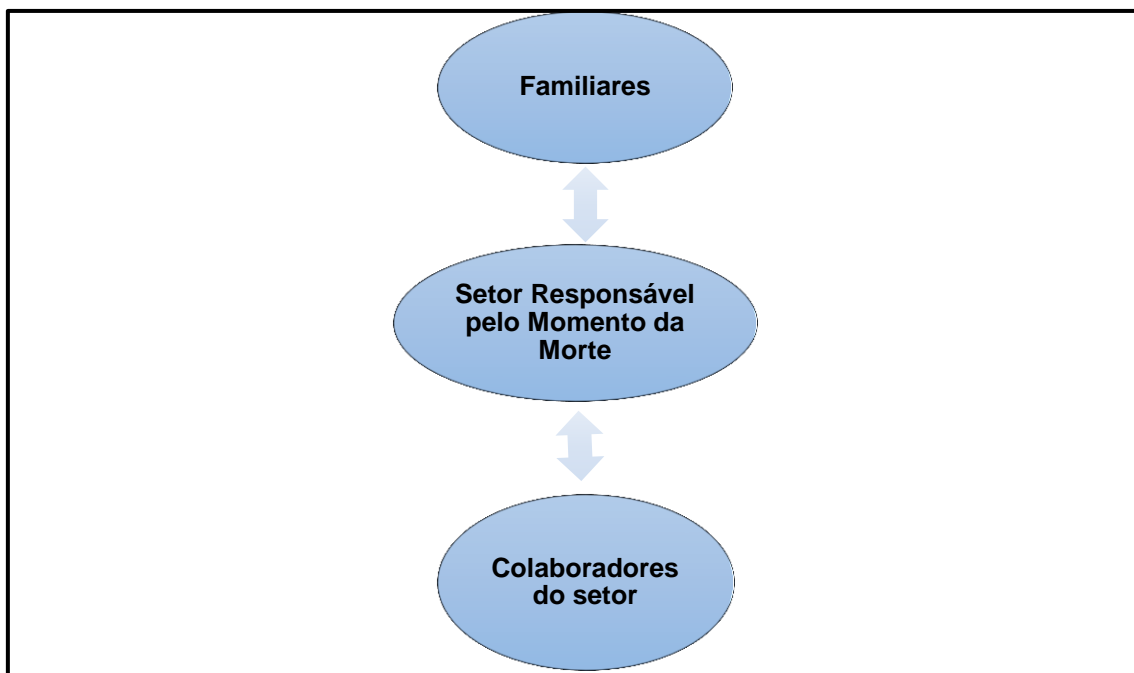 Familiares
Setor Responsável
pelo Momento da
Morte
Colaboradores
do setor